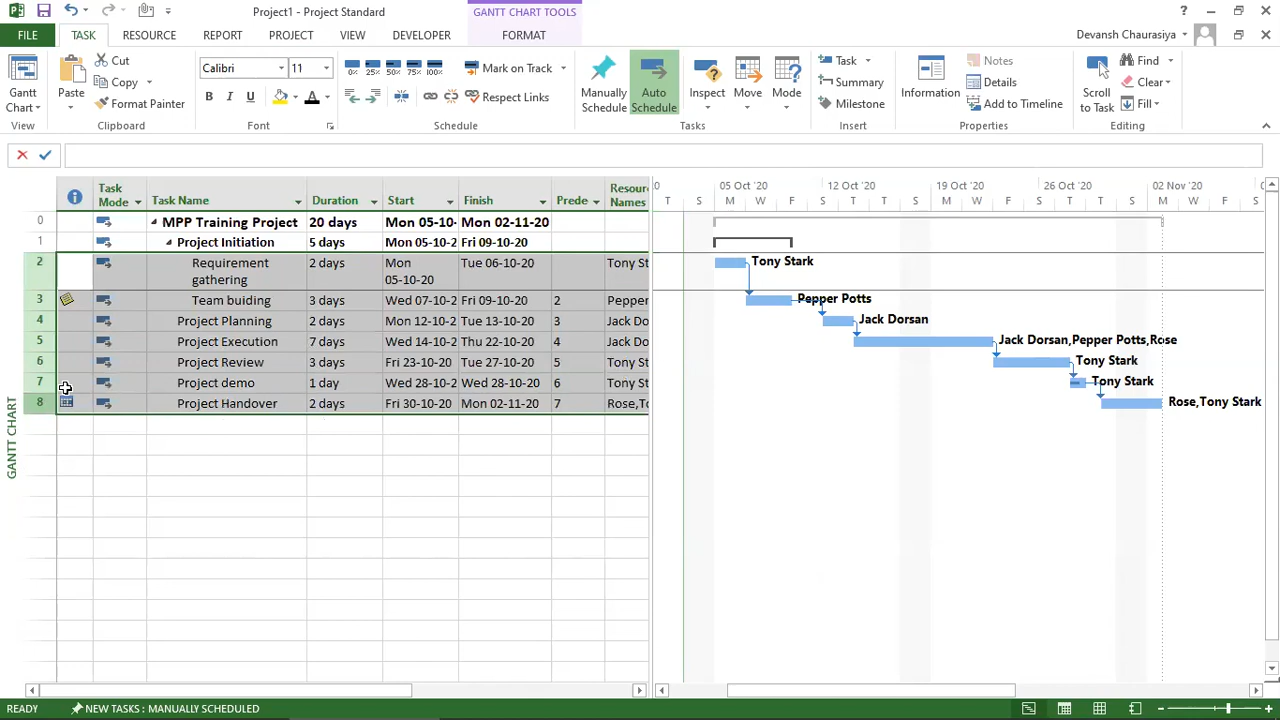 Project1 - Project Standard
GANTT CHART TOOLS
?
FILE
TASK
RESOURCE
REPORT
PROJECT
VIEW
DEVELOPER
FORMAT
Devansh Chaurasiya
Gantt Chart
View
Paste
Cut
Copy
Format Painter
Clipboard
Calibri
11
B I U
A
Font
0% 25% 50% 75% 100%
Mark on Track
Respect Links
Schedule
Manually Schedule
Auto Schedule
Inspect
Move
Mode
Tasks
Task
Summary
Milestone
Insert
Information
Notes
Details
Add to Timeline
Properties
Scroll to Task
Find
Clear
Fill
Editing
Task Mode
Task Name
Duration
Start
Finish
Prede
Resour Names
0 MPP Training Project 20 days Mon 05-10- Mon 02-11-20
1 Project Initiation 5 days Mon 05-10-2 Fri 09-10-20
2 Requirement gathering 2 days Mon 05-10-20 Tue 06-10-20 Tony St
3 Team buiding 3 days Wed 07-10-2 Fri 09-10-20 2 Pepper
4 Project Planning 2 days Mon 12-10-2 Tue 13-10-20 3 Jack Do
5 Project Execution 7 days Wed 14-10-2 Thu 22-10-20 4 Jack Do
6 Project Review 3 days Fri 23-10-20 Tue 27-10-20 5 Tony St
7 Project demo 1 day Wed 28-10-2 Wed 28-10-20 6 Tony St
8 Project Handover 2 days Fri 30-10-20 Mon 02-11-20 7 Rose,To
0 05 Oct '20 12 Oct '20 19 Oct '20 26 Oct '20 02 Nov '20
T S M W F S T T S M W F S T T S M W F S
Tony Stark
Pepper Potts
Jack Dorsan
Jack Dorsan,Pepper Potts,Rose
Tony Stark
Tony Stark
Rose,Tony Stark
GANTT CHART
READY
NEW TASKS : MANUALLY SCHEDULED